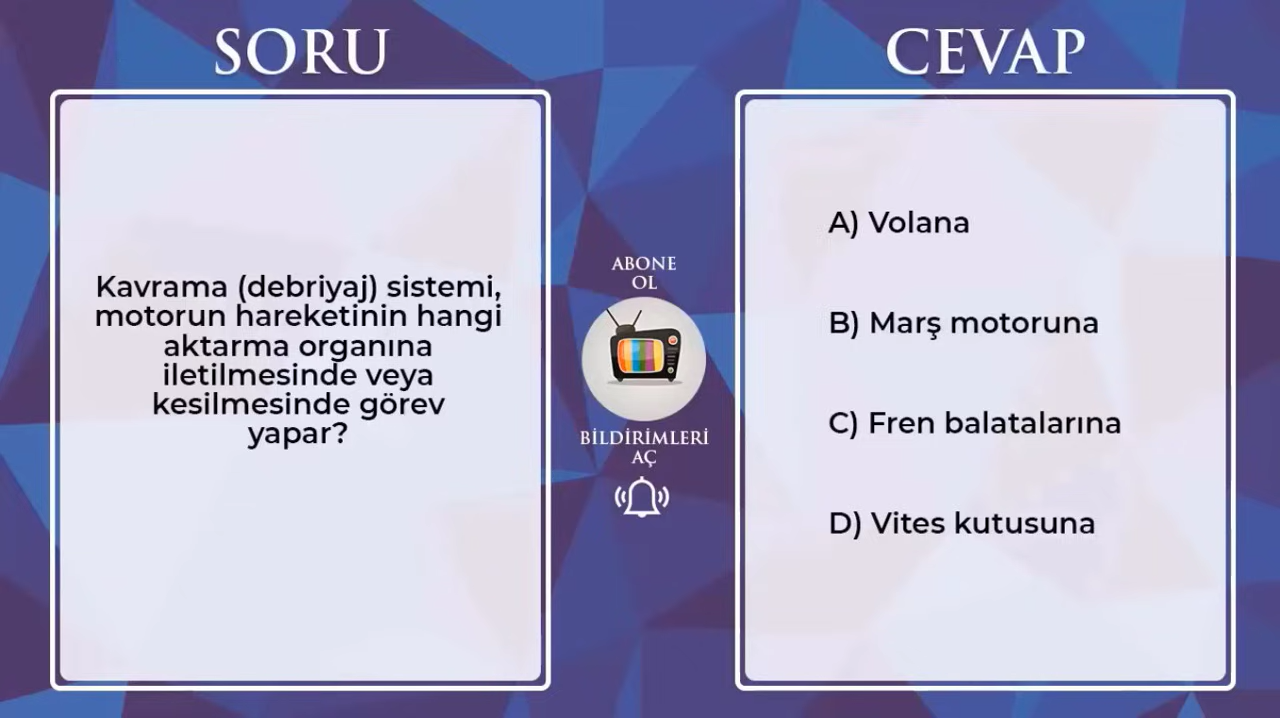 SORU
Kavrama (debriyaj) sistemi,
motorun hareketinin hangi
aktarma organına
iletilmesinde veya
kesilmesinde görev
yapar?
ABONE
OL
BİLDİRİMLERİ
AÇ
CEVAP
A) Volana
B) Marş motoruna
C) Fren balatalarına
D) Vites kutusuna